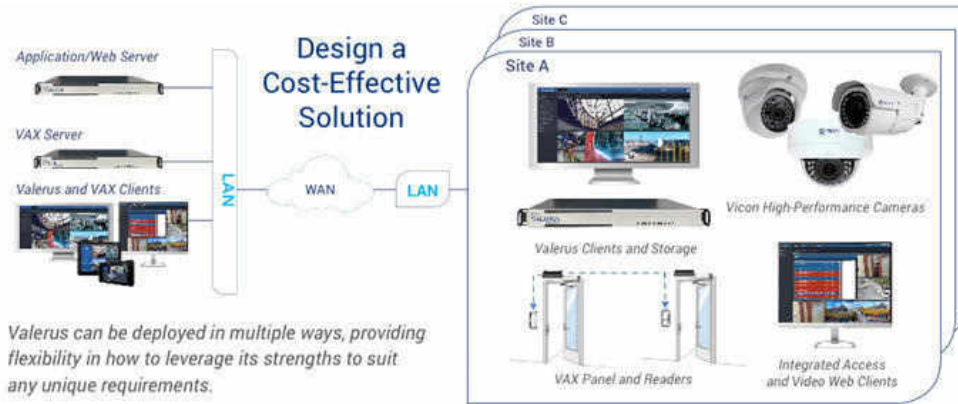 Application/Web Server
VAX Server
Valerus and VAX Clients
LAN
Design a
Cost-Effective
Solution
WAN
LAN
Site C
Site B
Site A
Valerus Clients and Storage
Vicon High-Performance Cameras
VAX Panel and Readers
Integrated Access
and Video Web Clients
Valerus can be deployed in multiple ways, providing
flexibility in how to leverage its strengths to suit
any unique requirements.